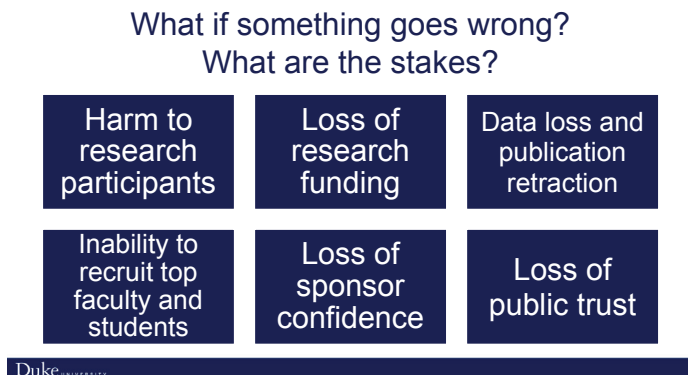 What if something goes wrong?
What are the stakes?
Harm to
research
participants
Loss of
research
funding
Data loss and
publication
retraction
Inability to
recruit top
faculty and
students
Loss of
sponsor
confidence
Loss of
public trust
Duke UNIVERSITY